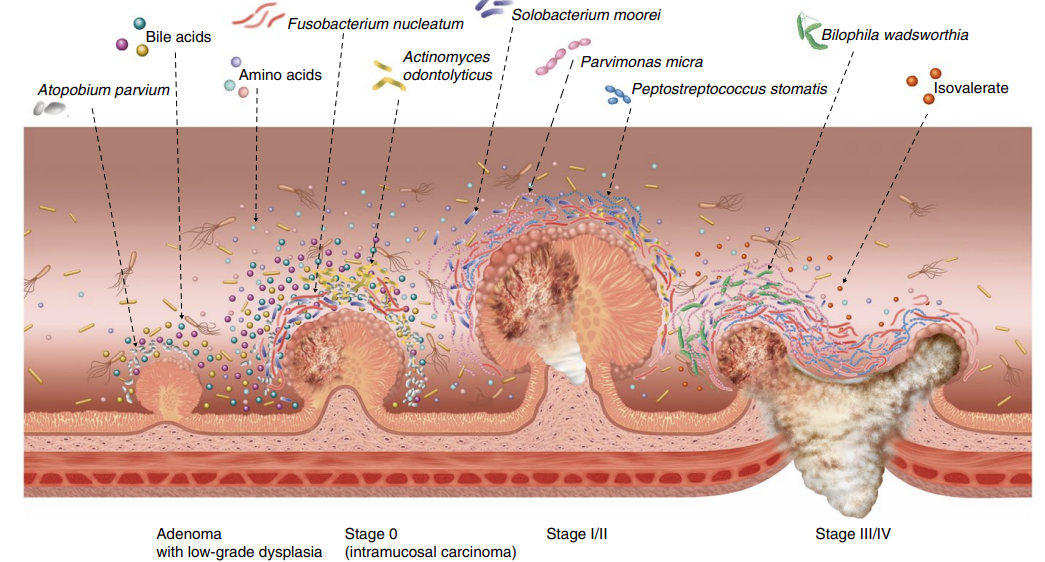 Fusobacterium nucleatum
Solobacterium moorei
Bile acids
Bilophila wadsworthia
Actinomyces
odontolyticus
Parvimonas micra
Amino acids
Atopobium parvium
Peptostreptococcus stomatis
Isovalerate
Adenoma
with low-grade dysplasia
Stage 0
(intramucosal carcinoma)
Stage I/II
Stage III/IV